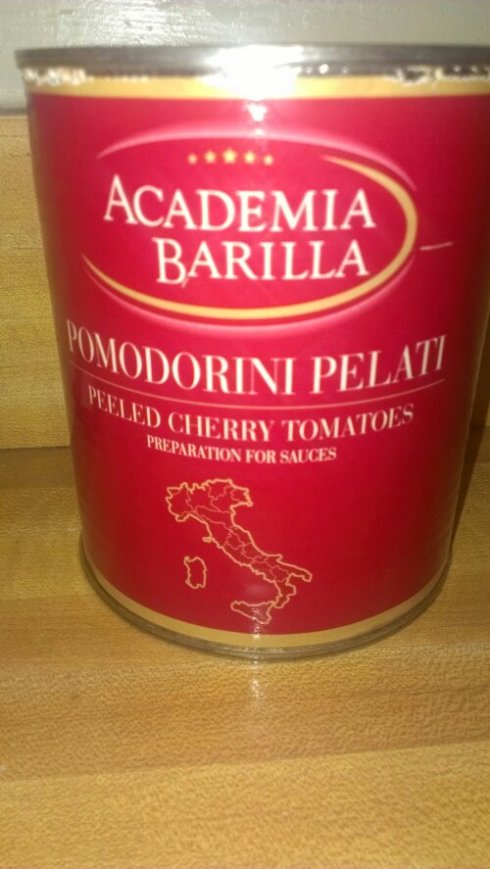 ACADEMIA
BARILLA
POMODORINI PELATI
PEELED CHERRY TOMATOES
PREPARATION FOR SAUCES